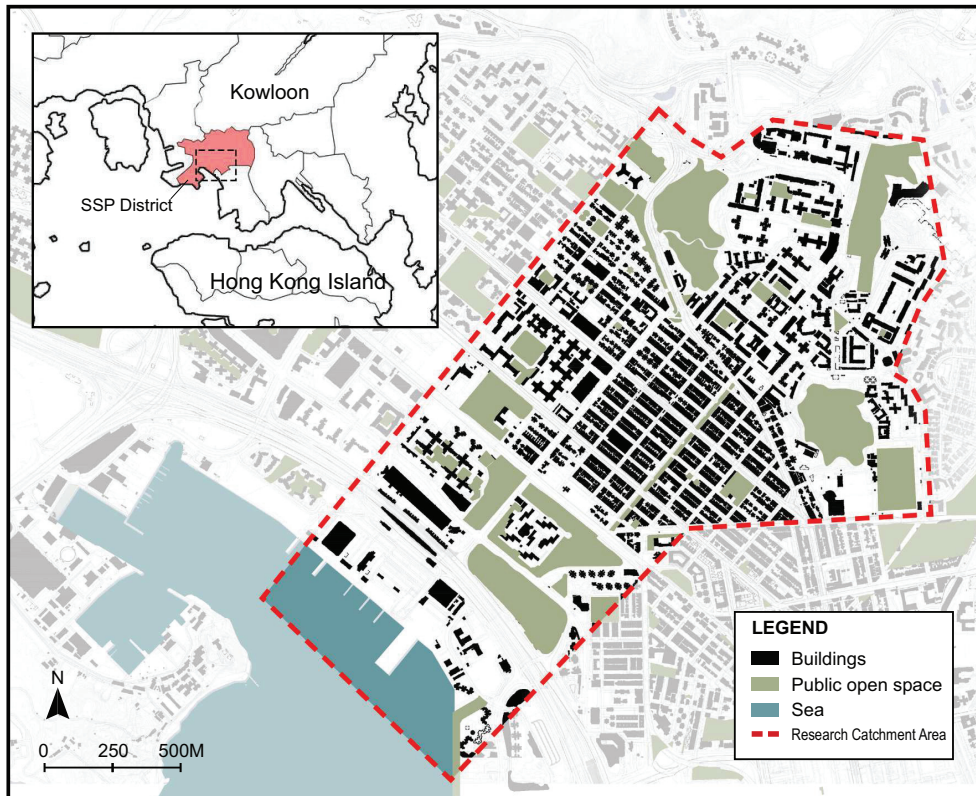 Kowloon
SSP District
Hong Kong Island
N
0 250 500M
LEGEND
Buildings
Public open space
Sea
Research Catchment Area